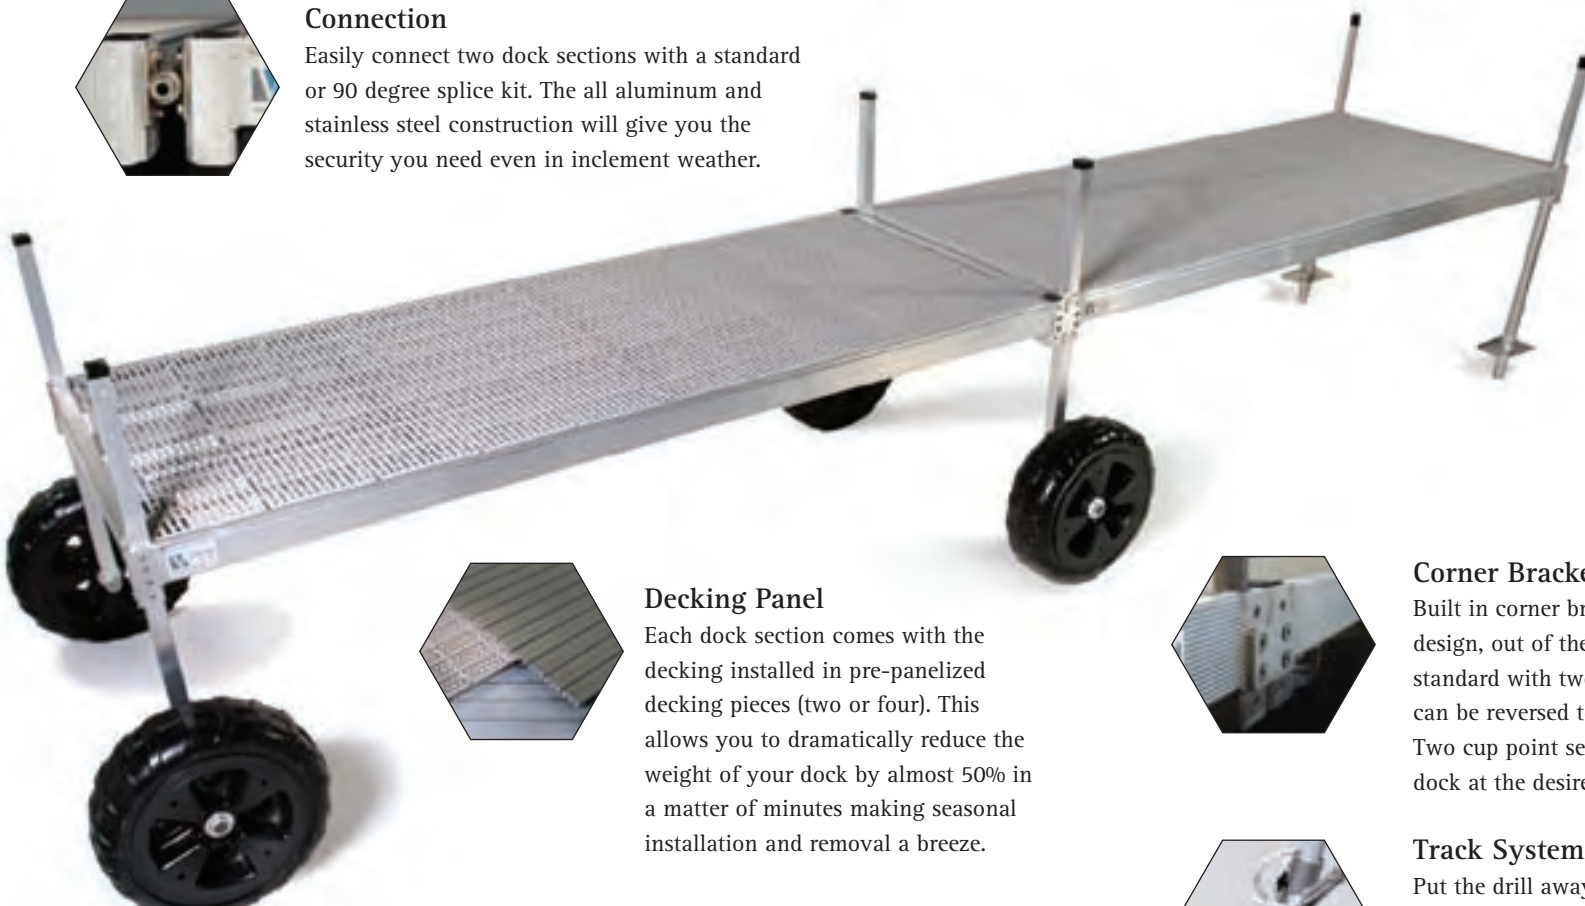 Connection
Easily connect two dock sections with a standard
or 90 degree splice kit. The all aluminum and
stainless steel construction will give you the
security you need even in inclement weather.
Decking Panel
Each dock section comes with the
decking installed in pre-panelized
decking pieces (two or four). This
allows you to dramatically reduce the
weight of your dock by almost 50% in
a matter of minutes making seasonal
installation and removal a breeze.
Corner
Built in corner
design, out of the
standard with
can be reversed
Two cup point
dock at the
Track System
Put the drill away